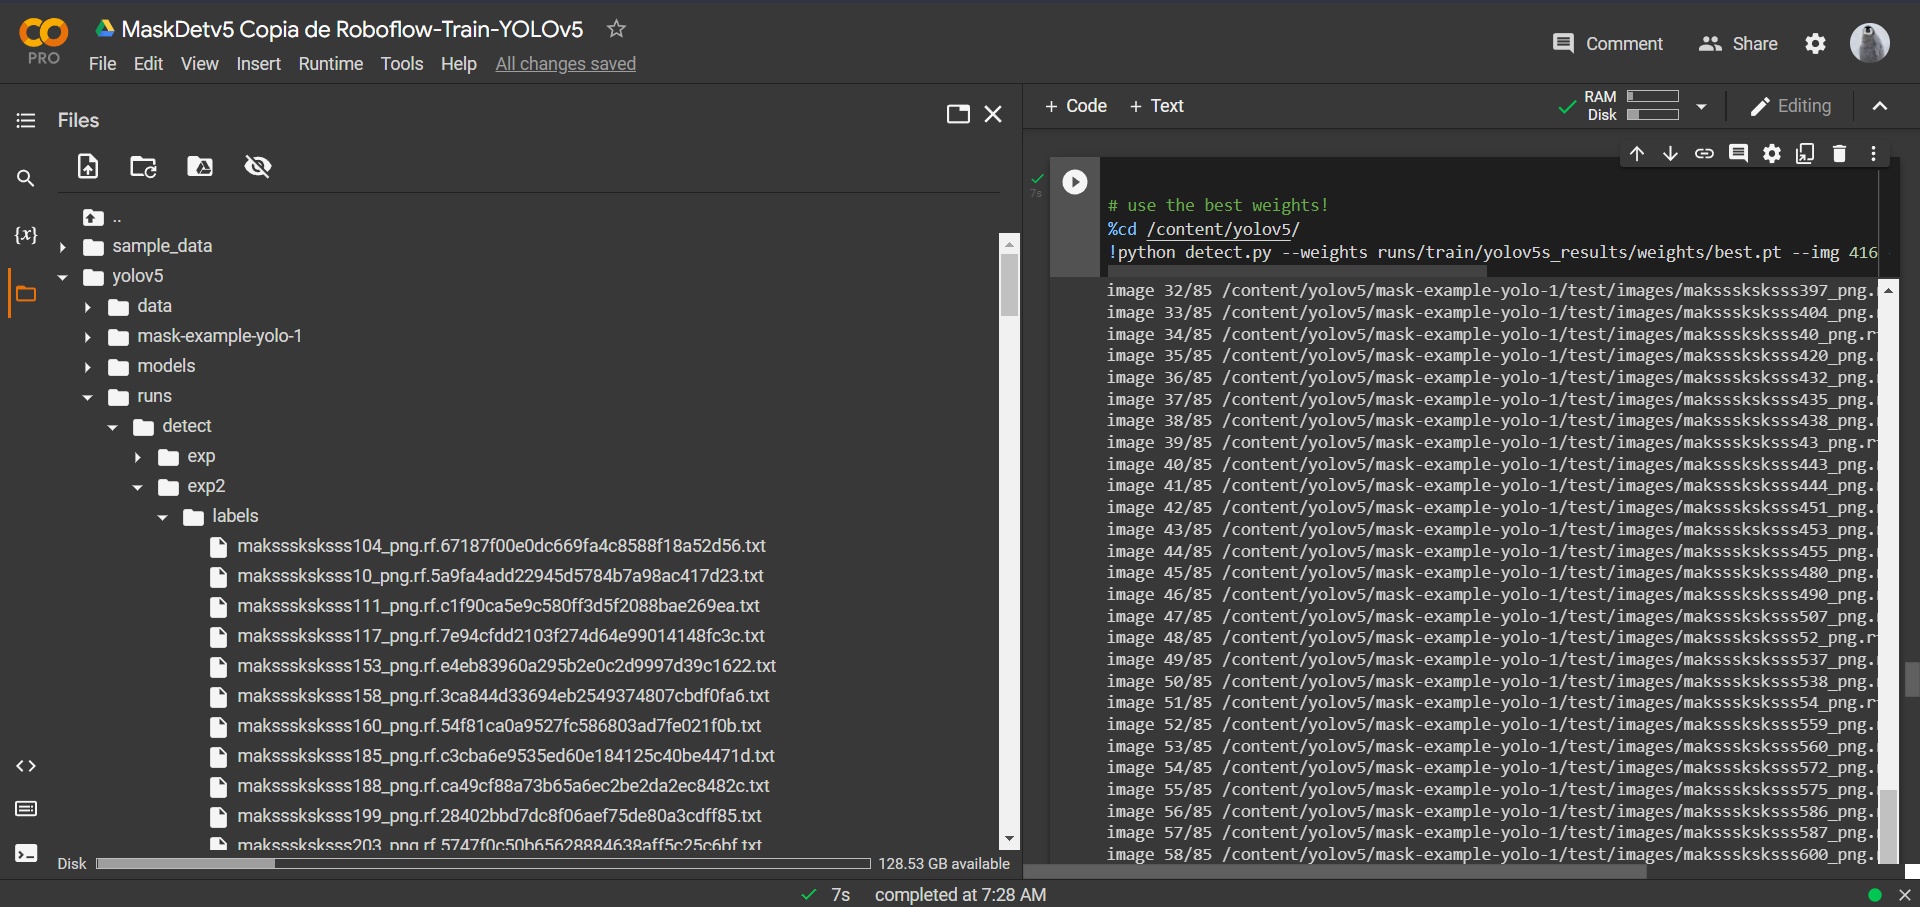 MaskDetv5 Copia de Roboflow-Train-YOLOv5
PRO
File Edit View Insert Runtime Tools Help All changes saved
Comment Share
Files
+ Code + Text
RAM
Disk
Editing
..
sample_data
yolov5
data
mask-example-yolo-1
models
runs
detect
exp
exp2
labels
maksssksksss104_png.rf.67187f00e0dc669fa4c8588f18a52d56.txt
maksssksksss10_png.rf.5a9fa4add22945d5784b7a98ac417d23.txt
maksssksksss111_png.rf.c1f90ca5e9c580ff3d5f2088bae269ea.txt
maksssksksss117_png.rf.7e94cfdd2103f274d64e99014148fc3c.txt
maksssksksss153_png.rf.e4eb83960a295b2e0c2d9997d39c1622.txt
maksssksksss158_png.rf.3ca844d33694eb2549374807cbdf0fa6.txt
maksssksksss160_png.rf.54f81ca0a9527fc586803ad7fe021f0b.txt
maksssksksss185_png.rf.c3cba6e9535ed60e184125c40be4471d.txt
maksssksksss188_png.rf.ca49cf88a73b65a6ec2be2da2ec8482c.txt
maksssksksss199_png.rf.28402bbd7dc8f06aef75de80a3cdff85.txt
maksssksksss203_png.rf.5747f0c50b65628884638aff5c25c6bf.txt
Disk 128.53 GB available
7s
# use the best weights!
%cd /content/yolov5/
!python detect.py --weights runs/train/yolov5s_results/weights/best.pt --img 416
image 32/85 /content/yolov5/mask-example-yolo-1/test/images/maksssksksss397_png.
image 33/85 /content/yolov5/mask-example-yolo-1/test/images/maksssksksss404_png.
image 34/85 /content/yolov5/mask-example-yolo-1/test/images/maksssksksss40_png.r
image 35/85 /content/yolov5/mask-example-yolo-1/test/images/maksssksksss420_png.
image 36/85 /content/yolov5/mask-example-yolo-1/test/images/maksssksksss432_png.
image 37/85 /content/yolov5/mask-example-yolo-1/test/images/maksssksksss435_png.
image 38/85 /content/yolov5/mask-example-yolo-1/test/images/maksssksksss438_png.
image 39/85 /content/yolov5/mask-example-yolo-1/test/images/maksssksksss43_png.r
image 40/85 /content/yolov5/mask-example-yolo-1/test/images/maksssksksss443_png.
image 41/85 /content/yolov5/mask-example-yolo-1/test/images/maksssksksss444_png.
image 42/85 /content/yolov5/mask-example-yolo-1/test/images/maksssksksss451_png.
image 43/85 /content/yolov5/mask-example-yolo-1/test/images/maksssksksss453_png.
image 44/85 /content/yolov5/mask-example-yolo-1/test/images/maksssksksss455_png.
image 45/85 /content/yolov5/mask-example-yolo-1/test/images/maksssksksss480_png.
image 46/85 /content/yolov5/mask-example-yolo-1/test/images/maksssksksss490_png.
image 47/85 /content/yolov5/mask-example-yolo-1/test/images/maksssksksss507_png.
image 48/85 /content/yolov5/mask-example-yolo-1/test/images/maksssksksss52_png.r
image 49/85 /content/yolov5/mask-example-yolo-1/test/images/maksssksksss537_png.
image 50/85 /content/yolov5/mask-example-yolo-1/test/images/maksssksksss538_png.
image 51/85 /content/yolov5/mask-example-yolo-1/test/images/maksssksksss54_png.r
image 52/85 /content/yolov5/mask-example-yolo-1/test/images/maksssksksss559_png.
image 53/85 /content/yolov5/mask-example-yolo-1/test/images/maksssksksss560_png.
image 54/85 /content/yolov5/mask-example-yolo-1/test/images/maksssksksss572_png.
image 55/85 /content/yolov5/mask-example-yolo-1/test/images/maksssksksss575_png.
image 56/85 /content/yolov5/mask-example-yolo-1/test/images/maksssksksss586_png.
image 57/85 /content/yolov5/mask-example-yolo-1/test/images/maksssksksss587_png.
image 58/85 /content/yolov5/mask-example-yolo-1/test/images/maksssksksss600_png.
7s completed at 7:28 AM